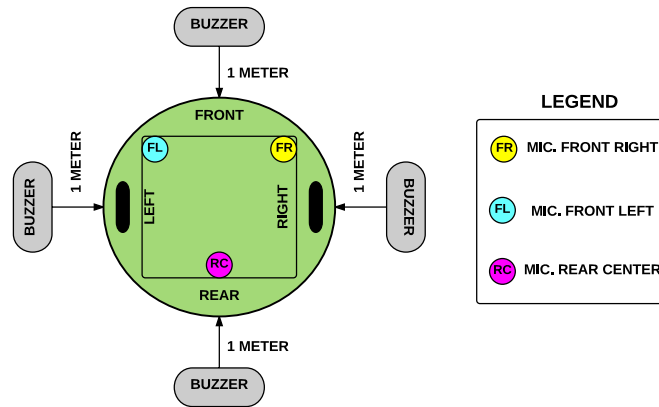 BUZZER
1 METER
FRONT
FL
FR
1 METER
BUZZER
LEFT
RIGHT
1 METER
BUZZER
RC
REAR
1 METER
BUZZER
LEGEND
FR MIC. FRONT RIGHT
FL MIC. FRONT LEFT
RC MIC. REAR CENTER